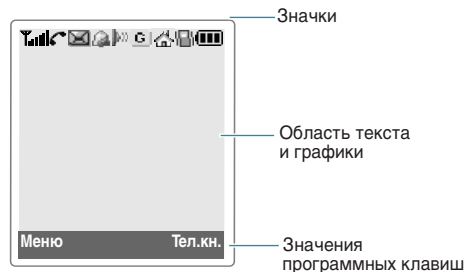 Значки
G
Область текста
и графики
Меню Тел.кн.
Значения
программных клавиш